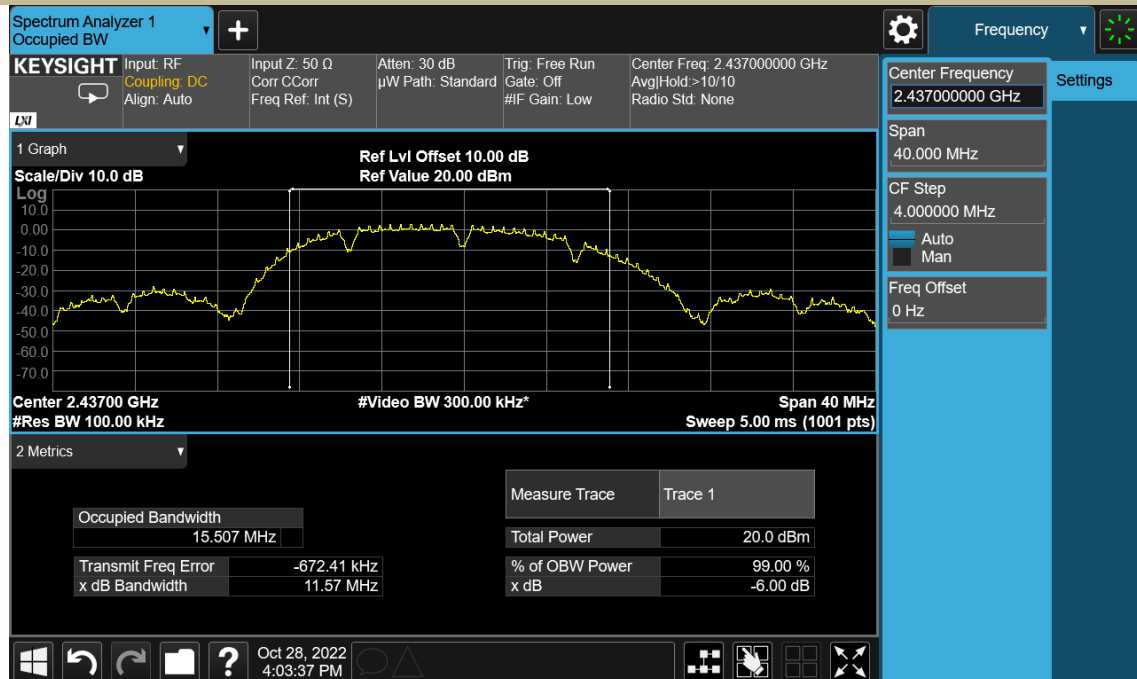 Spectrum Analyzer 1
Occupied BW
+
Frequency
KEYSIGHT
LXI
Input: RF
Coupling: DC
Align: Auto
Input Z: 50 Ω
Corr CCorr
Freq Ref: Int (S)
Atten: 30 dB
µW Path: Standard
Trig: Free Run
Gate: Off
#IF Gain: Low
Center Freq: 2.437000000 GHz
Avg|Hold:>10/10
Radio Std: None
Center Frequency
2.437000000 GHz
Settings
Span
40.000 MHz
CF Step
4.000000 MHz
Auto
Man
Freq Offset
0 Hz
1 Graph
Scale/Div 10.0 dB
Ref Lvl Offset 10.00 dB
Ref Value 20.00 dBm
Log
10.0
0.00
-10.0
-20.0
-30.0
-40.0
-50.0
-60.0
-70.0
Center 2.43700 GHz
#Video BW 300.00 kHz*
Span 40 MHz
#Res BW 100.00 kHz
Sweep 5.00 ms (1001 pts)
2 Metrics
Measure Trace Trace 1
Occupied Bandwidth
15.507 MHz
Total Power 20.0 dBm
Transmit Freq Error -672.41 kHz
% of OBW Power 99.00 %
x dB Bandwidth 11.57 MHz
x dB -6.00 dB
?
Oct 28, 2022
4:03:37 PM